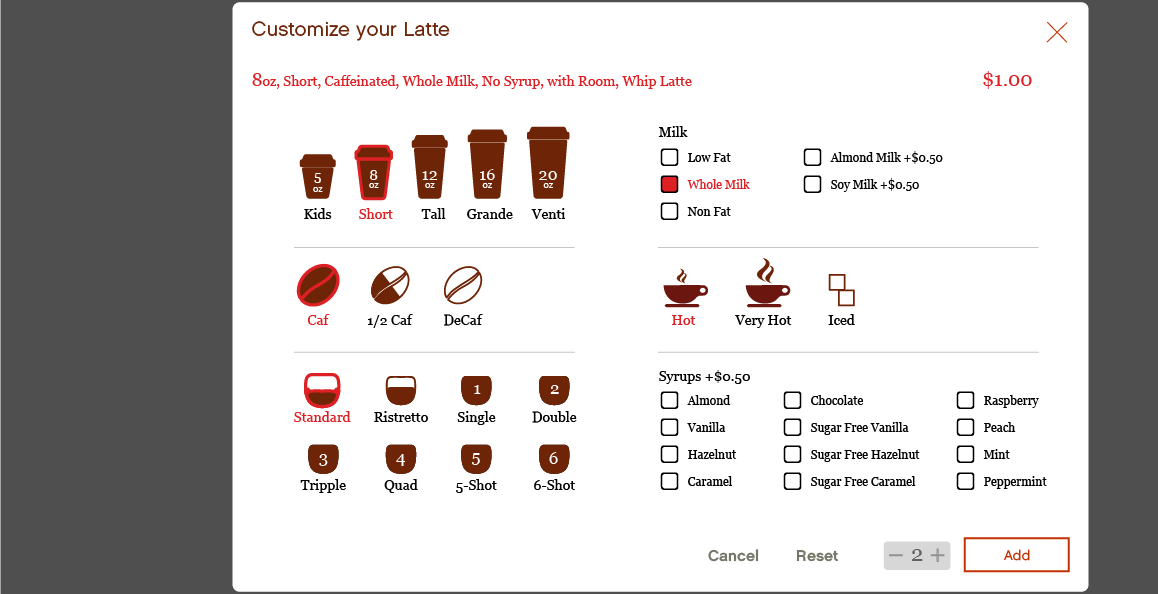 Customize your Latte
8oz, Short, Caffeinated, Whole Milk, No Syrup, with Room, Whip Latte $1.00
5 oz 8 oz 12 oz 16 oz 20 oz
Kids Short Tall Grande Venti
Milk
Low Fat Almond Milk +$0.50
Whole Milk Soy Milk +$0.50
Non Fat
Caf 1/2 Caf DeCaf
Hot Very Hot Iced
1 2
Standard Ristretto Single Double
3 4 5 6
Tripple Quad 5-Shot 6-Shot
Syrups +$0.50
Almond Chocolate Raspberry
Vanilla Sugar Free Vanilla Peach
Hazelnut Sugar Free Hazelnut Mint
Caramel Sugar Free Caramel Peppermint
Cancel Reset − 2 + Add